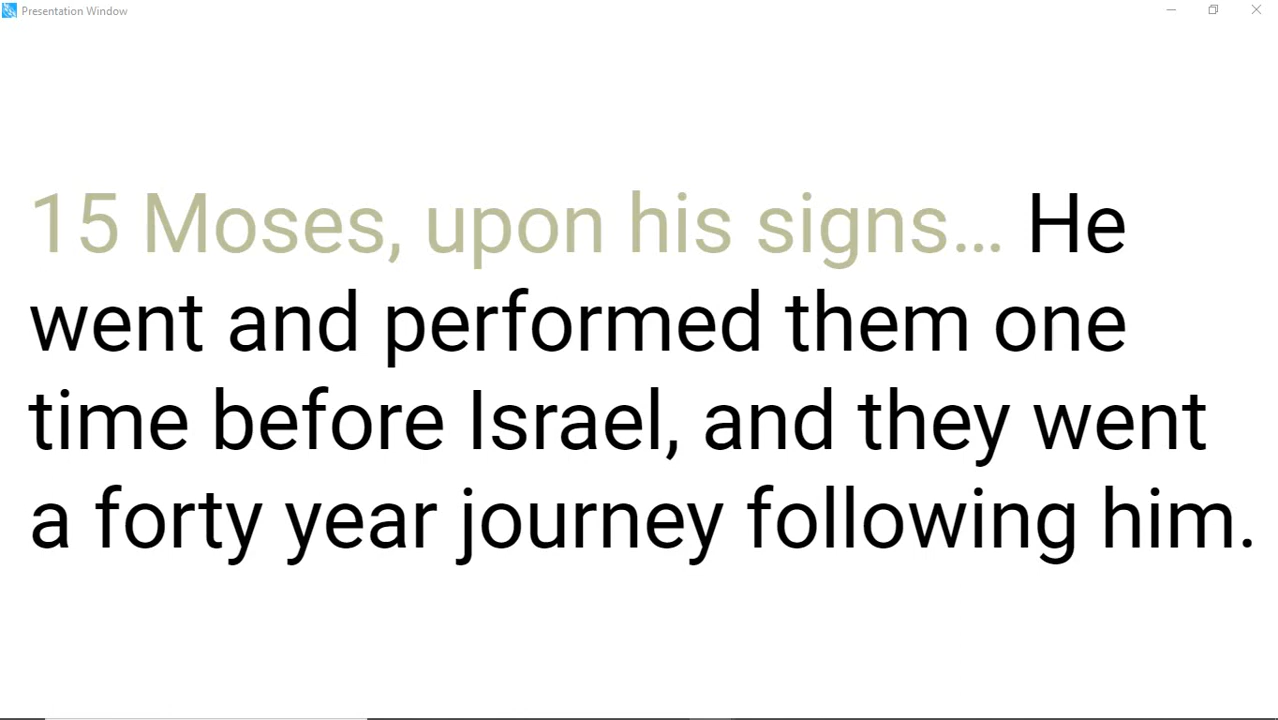 Presentation Window
15 Moses, upon his signs... He
went and performed them one
time before Israel, and they went
a forty year journey following him.